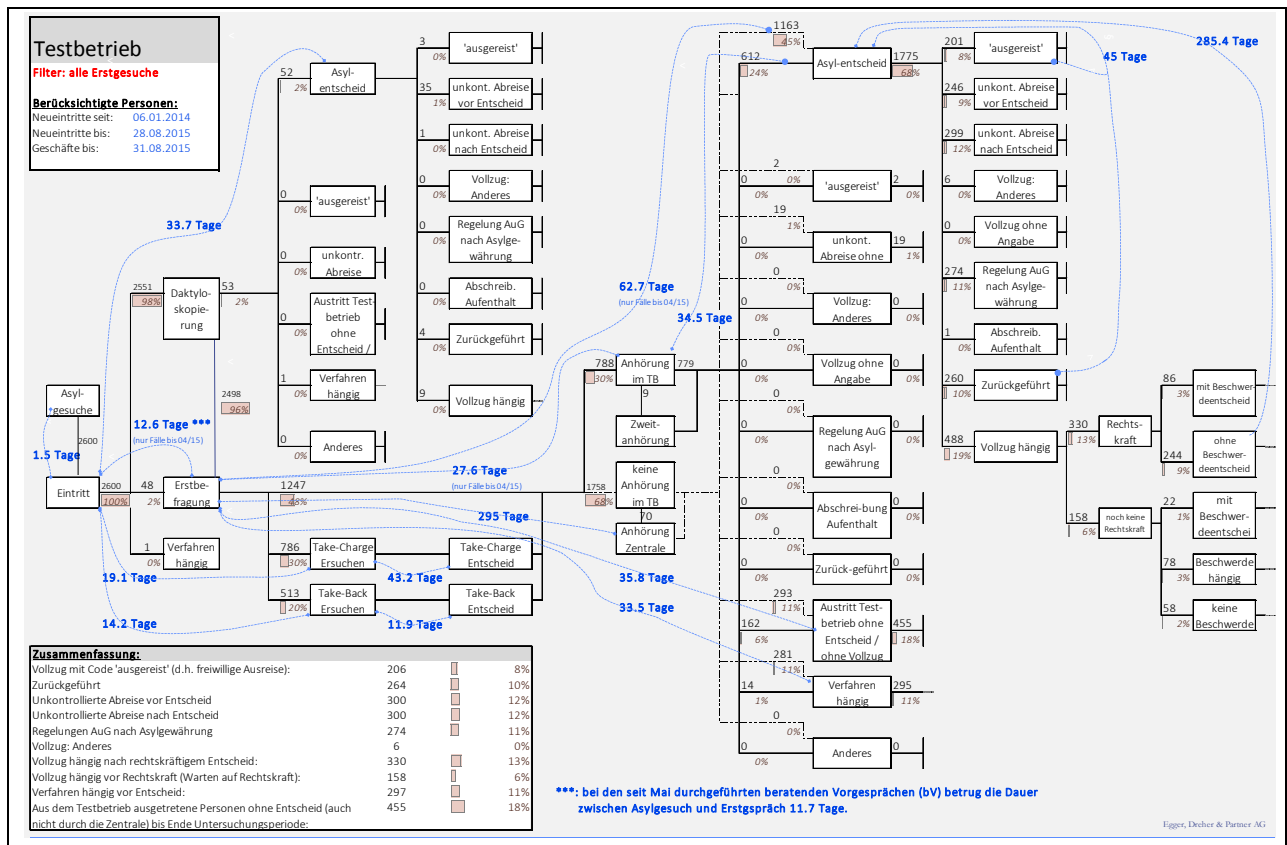 Testbetrieb
Filter: alle Erstgesuche
Berücksichtigte Personen:
Neueintritte seit: 06.01.2014
Neueintritte bis: 28.08.2015
Geschäfte bis: 31.08.2015
Asyl-
gesuche
2600
1.5 Tage
Eintritt
2600
100%
2551
98%
Daktylo-
skopie-
rung
53
2%
2498
96%
48
2%
Erstbe-
fragung
1
0%
Verfahren
hängig
33.7 Tage
12.6 Tage ***
(nur Fälle bis 04/15)
19.1 Tage
14.2 Tage
52
2%
Asyl-
entscheid
0
0%
'ausgereist'
0
0%
unkontr.
Abreise
0
0%
Austritt Test-
betrieb
ohne
Entscheid /
1
0%
Verfahren
hängig
0
0%
Anderes
3
0%
'ausgereist'
35
1%
unkont. Abreise
vor Entscheid
1
0%
unkont. Abreise
nach Entscheid
0
0%
Vollzug:
Anderes
0
0%
Regelung AuG
nach Asylge-
währung
0
0%
Abschreib.
Aufenthalt
4
0%
Zurückgeführt
9
0%
Vollzug hängig
1247
48%
27.6 Tage
(nur Fälle bis 04/15)
295 Tage
786
30%
Take-Charge
Ersuchen
43.2 Tage
Take-Charge
Entscheid
513
20%
Take-Back
Ersuchen
11.9 Tage
Take-Back
Entscheid
62.7 Tage
(nur Fälle bis 04/15)
34.5 Tage
788
30%
Anhörung
im TB
779
9
Zweit-
anhörung
1758
68%
keine
Anhörung
im TB
70
Anhörung
Zentrale
35.8 Tage
33.5 Tage
1163
45%
612
24%
Asyl-entscheid
1775
68%
2
0%
0
0%
'ausgereist'
2
0%
19
1%
0
0%
unkont.
Abreise ohne
19
1%
0
0%
0
0%
Vollzug:
Anderes
0
0%
0
0%
0
0%
Vollzug ohne
Angabe
0
0%
0
0%
0
0%
Regelung AuG
nach Asyl-
gewährung
0
0%
0
0%
0
0%
Abschrei-bung
Aufenthalt
0
0%
0
0%
0
0%
Zurück-geführt
0
0%
293
11%
162
6%
Austritt Test-
betrieb ohne
Entscheid /
ohne Vollzug
455
18%
281
11%
14
1%
Verfahren
hängig
295
11%
0
0%
0
0%
Anderes
0
201
8%
'ausgereist'
45 Tage
285.4 Tage
246
9%
unkont. Abreise
vor Entscheid
299
12%
unkont. Abreise
nach Entscheid
6
0%
Vollzug:
Anderes
0
0%
Vollzug ohne
Angabe
274
11%
Regelung AuG
nach Asylge-
währung
1
0%
Abschreib.
Aufenthalt
260
10%
Zurückgeführt
488
19%
Vollzug hängig
330
13%
Rechts-
kraft
86
3%
mit Beschwer-
deentscheid
244
9%
ohne
Beschwer-
deentscheid
158
6%
noch keine
Rechtskraft
22
1%
mit
Beschwer-
deentschei
78
3%
Beschwerde
hängig
58
2%
keine
Beschwerde
Zusammenfassung:
Vollzug mit Code 'ausgereist' (d.h. freiwillige Ausreise): 206 8%
Zurückgeführt 264 10%
Unkontrollierte Abreise vor Entscheid 300 12%
Unkontrollierte Abreise nach Entscheid 300 12%
Regelungen AuG nach Asylgewährung 274 11%
Vollzug: Anderes 6 0%
Vollzug hängig nach rechtskräftigem Entscheid: 330 13%
Vollzug hängig vor Rechtskraft (Warten auf Rechtskraft): 158 6%
Verfahren hängig vor Entscheid: 297 11%
Aus dem Testbetrieb ausgetretene Personen ohne Entscheid (auch 455 18%
nicht durch die Zentrale) bis Ende Untersuchungsperiode:
***: bei den seit Mai durchgeführten beratenden Vorgesprächen (bV) betrug die Dauer
zwischen Asylgesuch und Erstgspräch 11.7 Tage.
Egger, Dreher & Partner AG